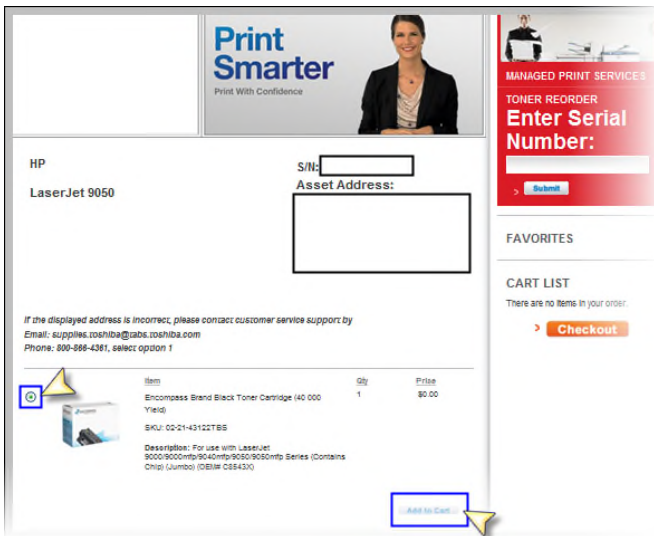 Print
Smarter
Print With Confidence
MANAGED PRINT SERVICES
TONER REORDER
Enter Serial
Number:
Submit
HP
S/N:
LaserJet 9050
Asset Address:
FAVORITES
CART LIST
There are no items in your order.
Checkout
If the displayed address is incorrect, please contact customer service support by
Email: supplies.toshiba@tabs.toshiba.com
Phone: 800-866-4361, select option 1
Item Qty Price
Encompass Brand Black Toner Cartridge (40 000 1 $0.00
Yield)
SKU: 02-21-43122TBS
Description: For use with LaserJet
9000/9000mfp/9040mfp/9050/9050mfp Series (Contains
Chip) (Jumbo) (OEM# C8543X)
Add to Cart